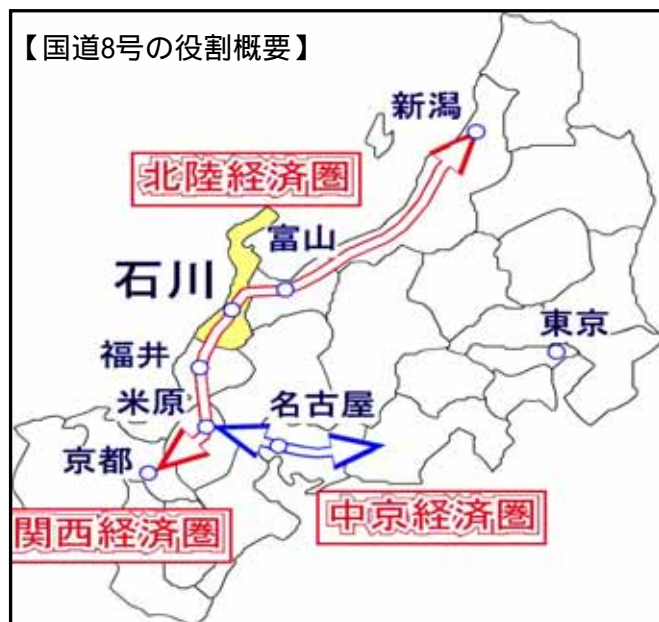 【国道8号の役割概要】
新潟
北陸経済圏
富山
石川
東京
福井
米原
名古屋
京都
中京経済圏
関西経済圏